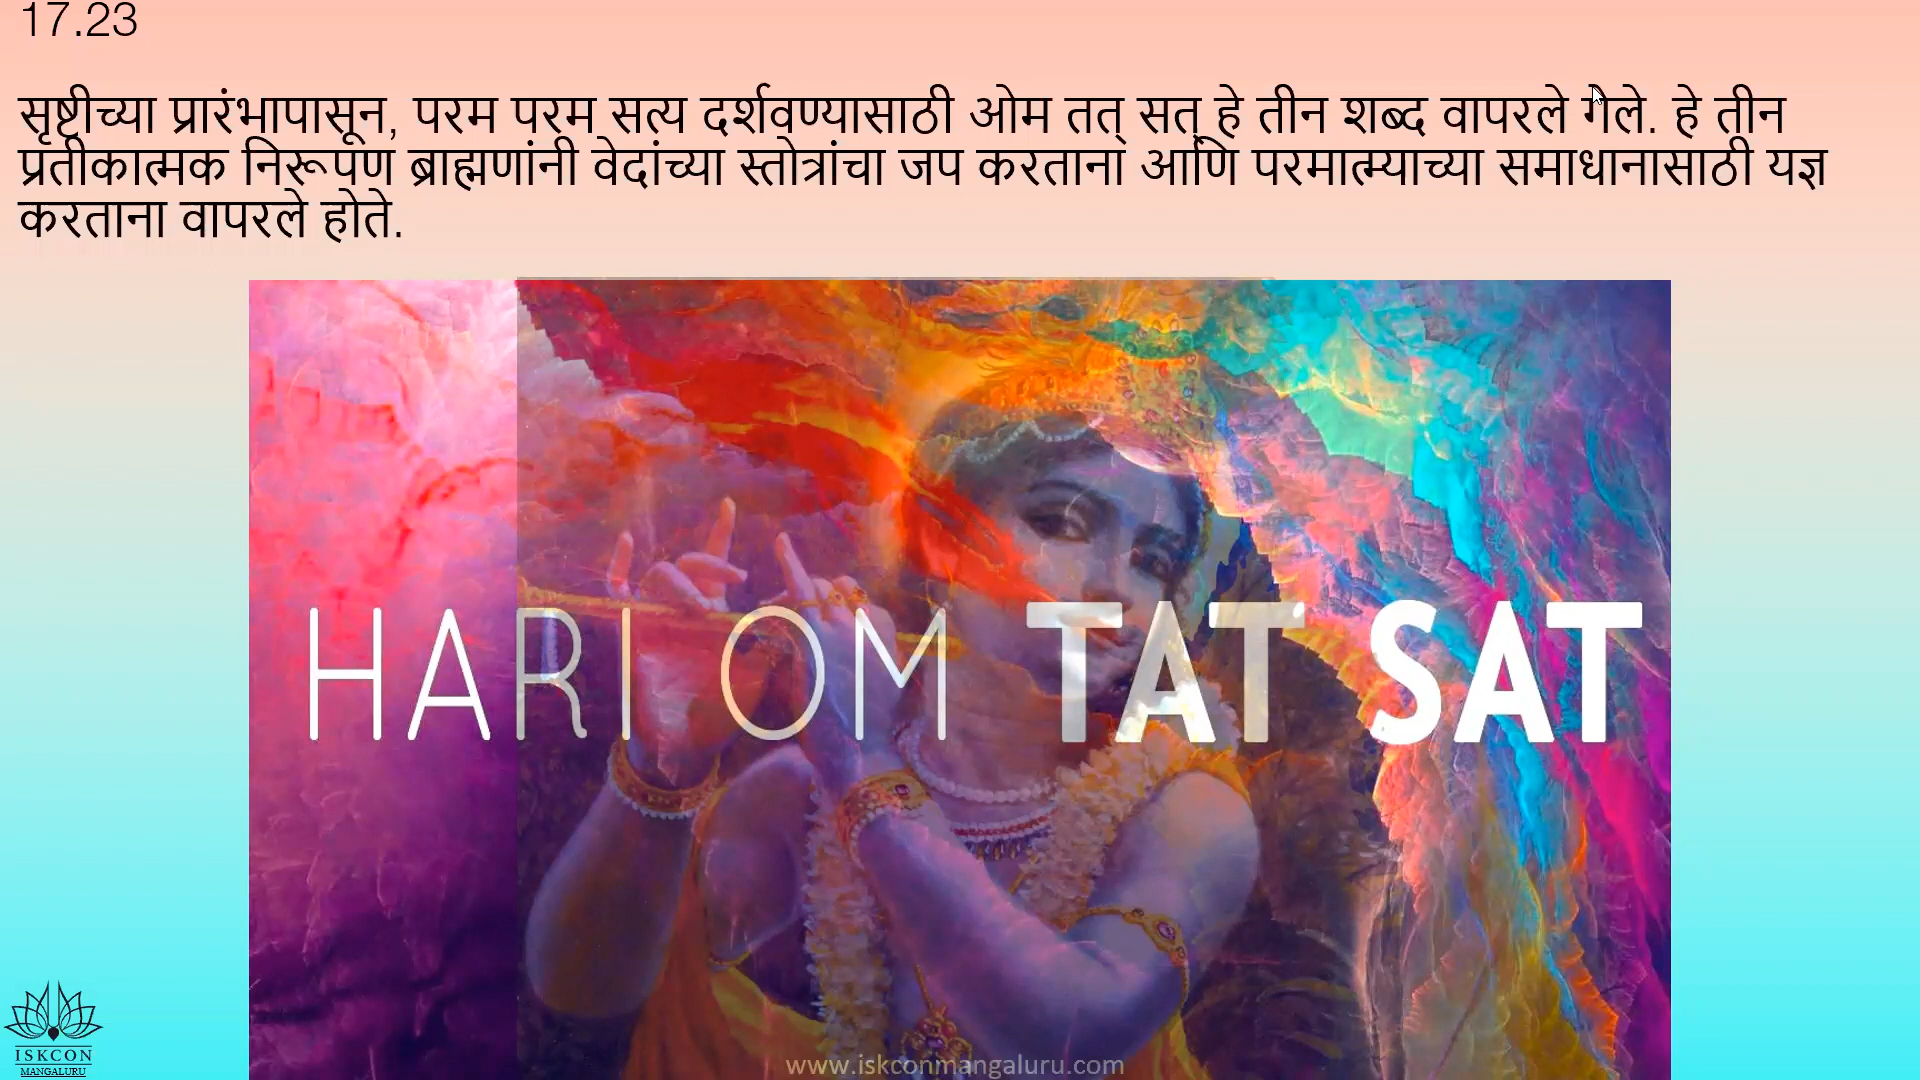 17.23
सृष्टीच्या प्रारंभापासून, परम परम सत्य दर्शवण्यासाठी ओम तत् सत् हे तीन शब्द वापरले गेले. हे तीन
प्रतीकात्मक निरूपण ब्राह्मणांनी वेदांच्या स्तोत्रांचा जप करताना आणि परमात्म्याच्या समाधानासाठी यज्ञ
करताना वापरले होते.
HARI OM TAT SAT
ISKCON
MANGALURU
www.iskconmangaluru.com